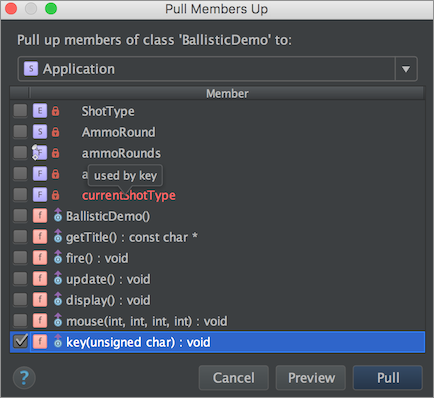 Pull Members Up
Pull up members of class 'BallisticDemo' to:
S Application
Member
E ShotType
S AmmoRound
F ammoRounds
F a
used by key
F currentShotType
f BallisticDemo()
f getTitle() : const char *
f fire() : void
f update() : void
f display() : void
f mouse(int, int, int, int) : void
f key(unsigned char) : void
? Cancel Preview Pull